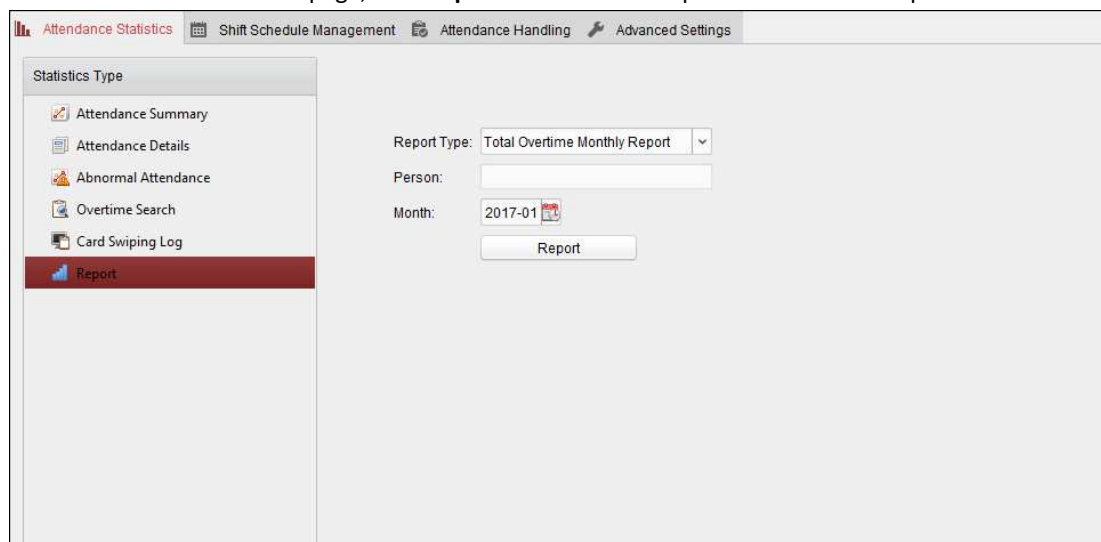 Attendance Statistics Shift Schedule Management Attendance Handling Advanced Settings
Statistics Type
Attendance Summary
Attendance Details
Abnormal Attendance
Overtime Search
Card Swiping Log
Report
Report Type: Total Overtime Monthly Report
Person:
Month: 2017-01
Report